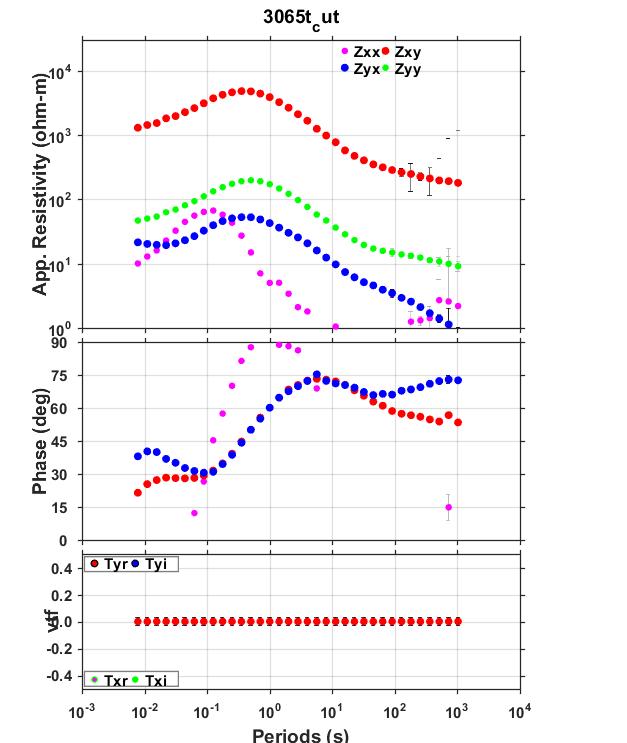 3065t_cut
Zxx Zxy
Zyx Zyy
App. Resistivity (ohm-m)
10^4
10^3
10^2
10^1
10^0
Phase (deg)
90
75
60
45
30
15
0
Tyr Tyi
vtf
0.4
0.2
0.0
-0.2
-0.4
Txr Txi
10^-3 10^-2 10^-1 10^0 10^1 10^2 10^3 10^4
Periods (s)